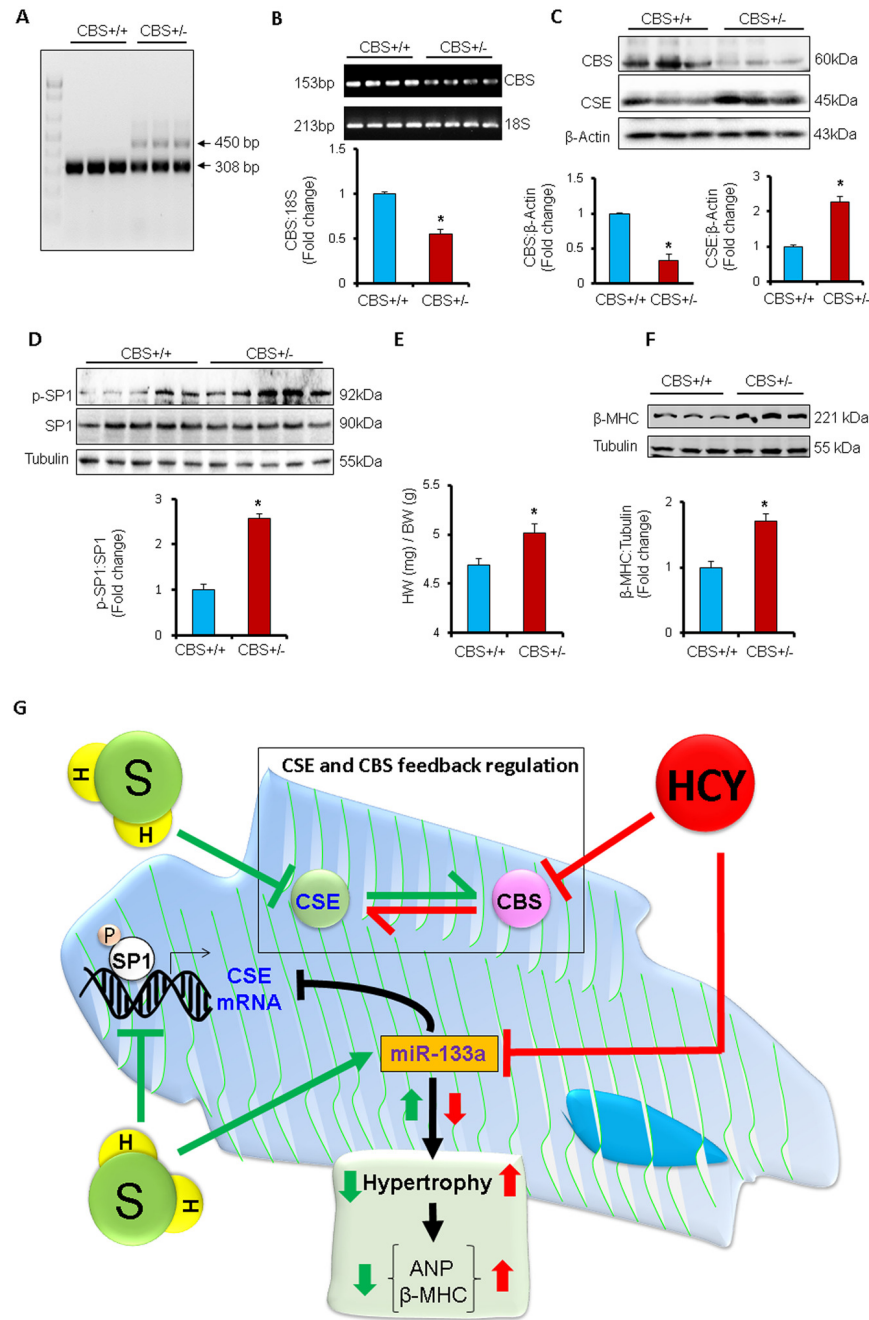 A
CBS+/+ CBS+/-
450 bp
308 bp
B
CBS+/+ CBS+/-
153bp CBS
213bp 18S
CBS:18S
(Fold change)
1.5
1
0.5
0
*
CBS+/+ CBS+/-
C
CBS+/+ CBS+/-
CBS 60kDa
CSE 45kDa
β-Actin 43kDa
CBS:β-Actin
(Fold change)
1.5
1
0.5
0
*
CBS+/+ CBS+/-
CSE:β-Actin
(Fold change)
3
2
1
0
*
CBS+/+ CBS+/-
D
CBS+/+ CBS+/-
p-SP1 92kDa
SP1 90kDa
Tubulin 55kDa
p-SP1:SP1
(Fold change)
3
2
1
0
*
CBS+/+ CBS+/-
E
HW (mg) / BW (g)
5.5
5
4.5
4
*
CBS+/+ CBS+/-
F
CBS+/+ CBS+/-
β-MHC 221 kDa
Tubulin 55 kDa
β-MHC:Tubulin
(Fold change)
2
1
0
*
CBS+/+ CBS+/-
G
H
S
H
CSE and CBS feedback regulation
HCY
CSE
CBS
P
SP1
CSE
mRNA
miR-133a
H
S
H
Hypertrophy
ANP
β-MHC